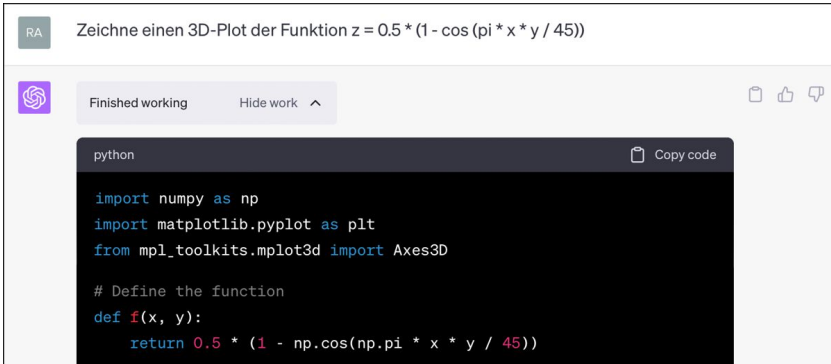 RA
Zeichne einen 3D-Plot der Funktion z = 0.5 * (1 - cos (pi * x * y / 45))
Finished working Hide work
python Copy code
import numpy as np
import matplotlib.pyplot as plt
from mpl_toolkits.mplot3d import Axes3D
# Define the function
def f(x, y):
    return 0.5 * (1 - np.cos(np.pi * x * y / 45))